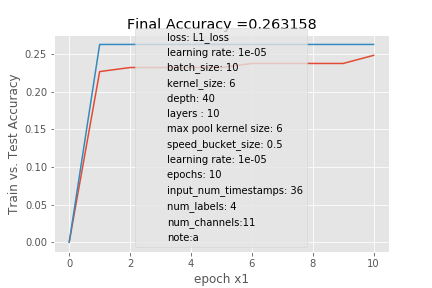 Final Accuracy =0.263158
Train vs. Test Accuracy
0.25
0.20
0.15
0.10
0.05
0.00
loss: L1_loss
learning rate: 1e-05
batch_size: 10
kernel_size: 6
depth: 40
layers : 10
max pool kernel size: 6
speed_bucket_size: 0.5
learning rate: 1e-05
epochs: 10
input_num_timestamps: 36
num_labels: 4
num_channels:11
note:a
0 2 4 6 8 10
epoch x1